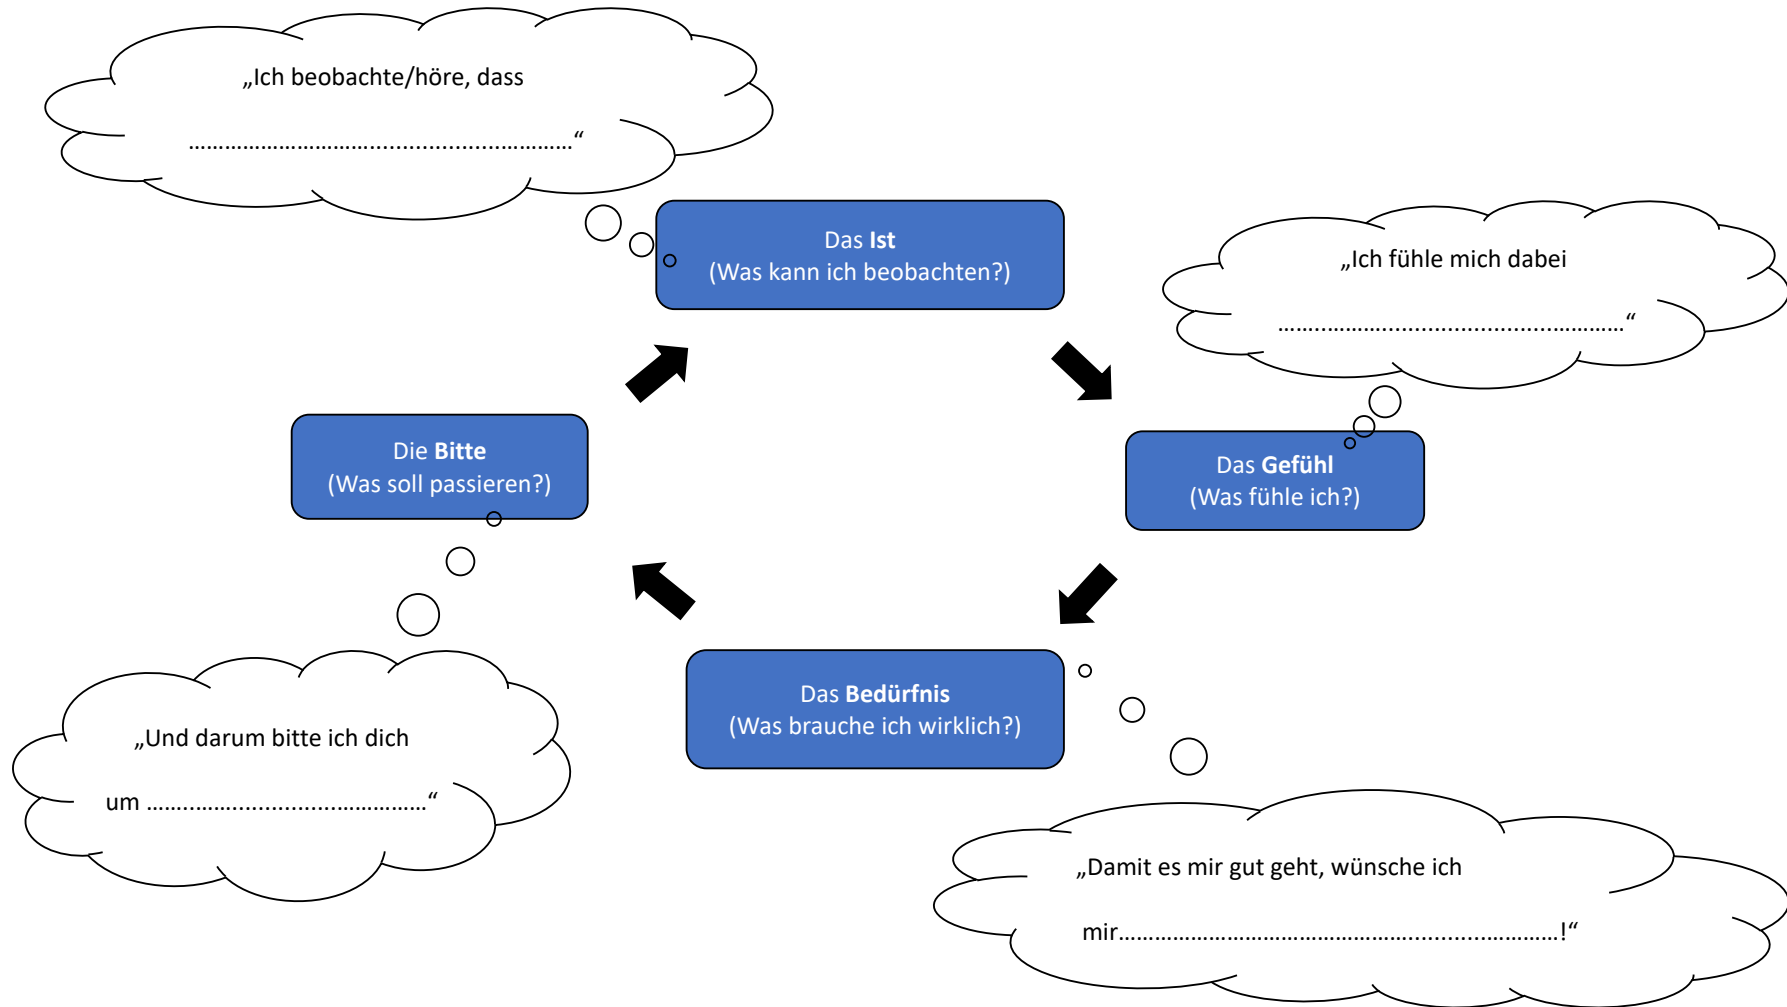 „Ich beobachte/höre, dass
……………………………...……………………………“
Das Ist
(Was kann ich beobachten?)
„Ich fühle mich dabei
……………………………………………………“
Das Gefühl
(Was fühle ich?)
Das Bedürfnis
(Was brauche ich wirklich?)
„Damit es mir gut geht, wünsche ich
mir……………………………………………………………!“
Die Bitte
(Was soll passieren?)
„Und darum bitte ich dich
um …………………………………………“